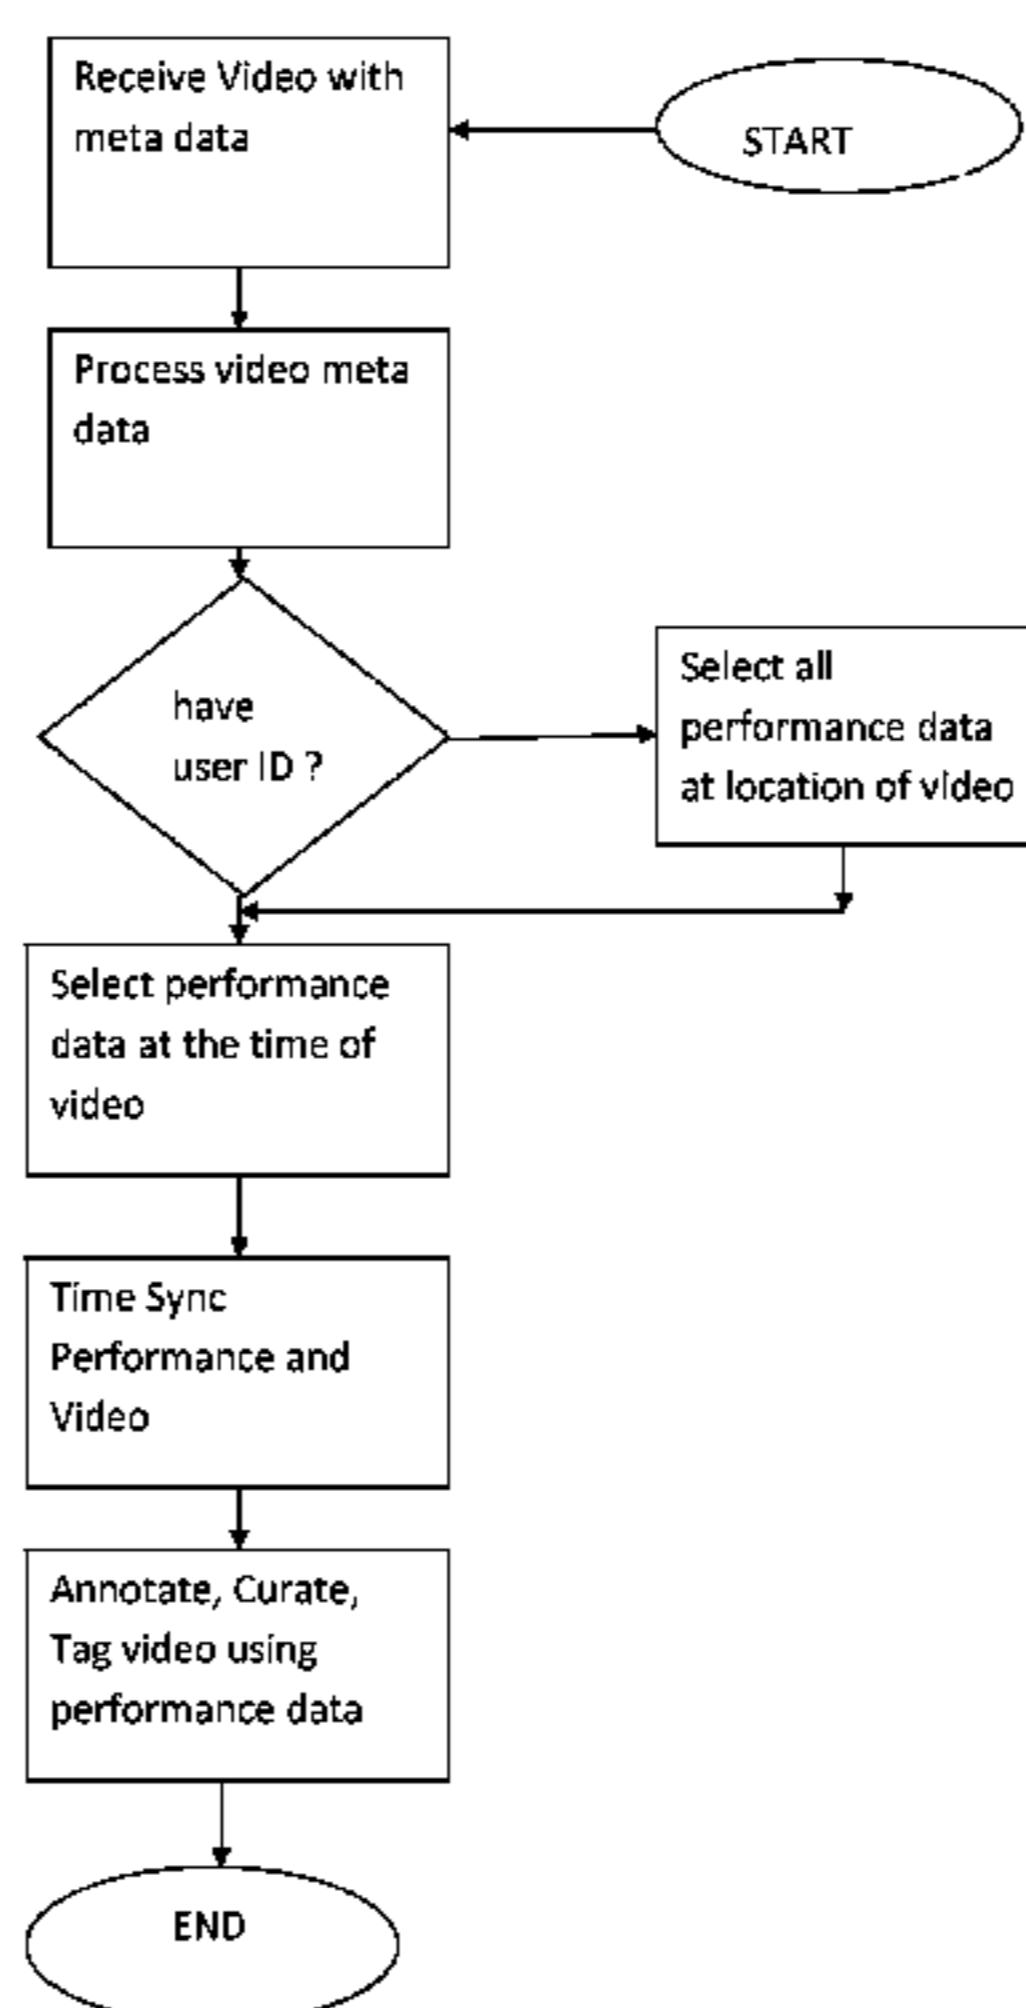 START
Receive Video with
meta data
Process video meta
data
have
user ID ?
Select all
performance data
at location of video
Select performance
data at the time of
video
Time Sync
Performance and
Video
Annotate, Curate,
Tag video using
performance data
END